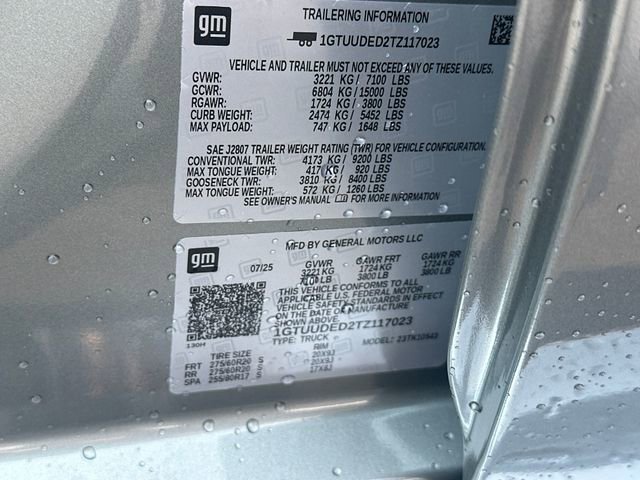 gm
TRAILERING INFORMATION
1GTUUDED2TZ117023
VEHICLE AND TRAILER MUST NOT EXCEED ANY OF THESE VALUES.
GVWR: 3221 KG / 7100 LBS
GCWR: 6804 KG / 15000 LBS
RGAWR: 1724 KG / 3800 LBS
CURB WEIGHT: 2474 KG / 5452 LBS
MAX PAYLOAD: 747 KG / 1648 LBS
SAE J2807 TRAILER WEIGHT RATING (TWR) FOR VEHICLE CONFIGURATION.
CONVENTIONAL TWR: 4173 KG / 9200 LBS
MAX TONGUE WEIGHT: 417 KG / 920 LBS
GOOSENECK TWR: 3810 KG / 8400 LBS
MAX TONGUE WEIGHT: 572 KG / 1260 LBS
SEE OWNER'S MANUAL FOR MORE INFORMATION
gm
MFD BY GENERAL MOTORS LLC
07/25 GVWR GAWR FRT GAWR RR
3221 KG 1724 KG 1724 KG
7100 LB 3800 LB 3800 LB
THIS VEHICLE CONFORMS TO ALL
APPLICABLE U.S. FEDERAL MOTOR
VEHICLE SAFETY STANDARDS IN EFFECT
ON THE DATE OF MANUFACTURE
SHOWN ABOVE.
1GTUUDED2TZ117023
130H
TYPE: TRUCK MODEL: 23TK10543
TIRE SIZE RIM
FRT 275/60R20 S 20X9J
RR 275/60R20 S 20X9J
SPA 255/80R17 S 17X8J